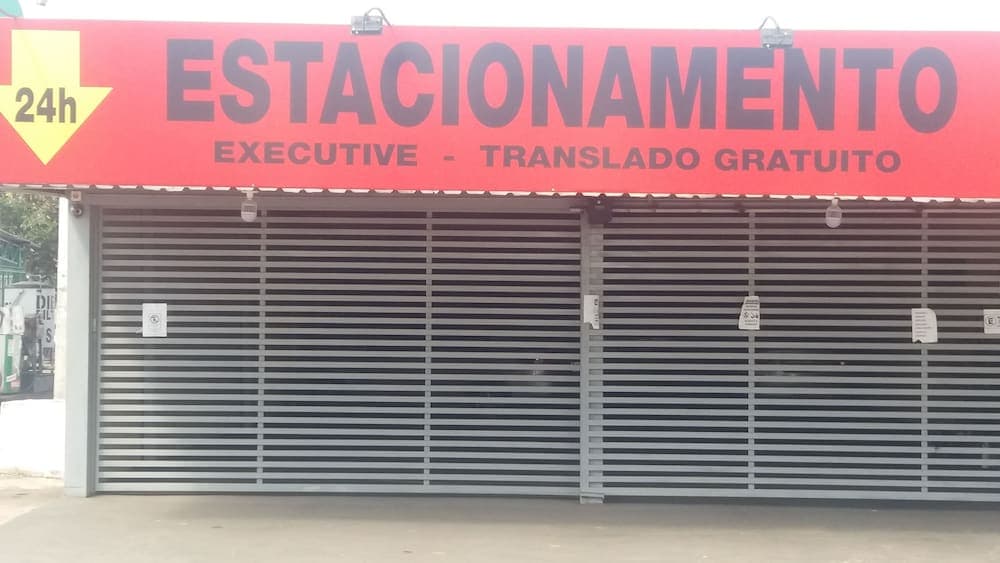 24h
ESTACIONAMENTO
EXECUTIVE - TRANSLADO GRATUITO